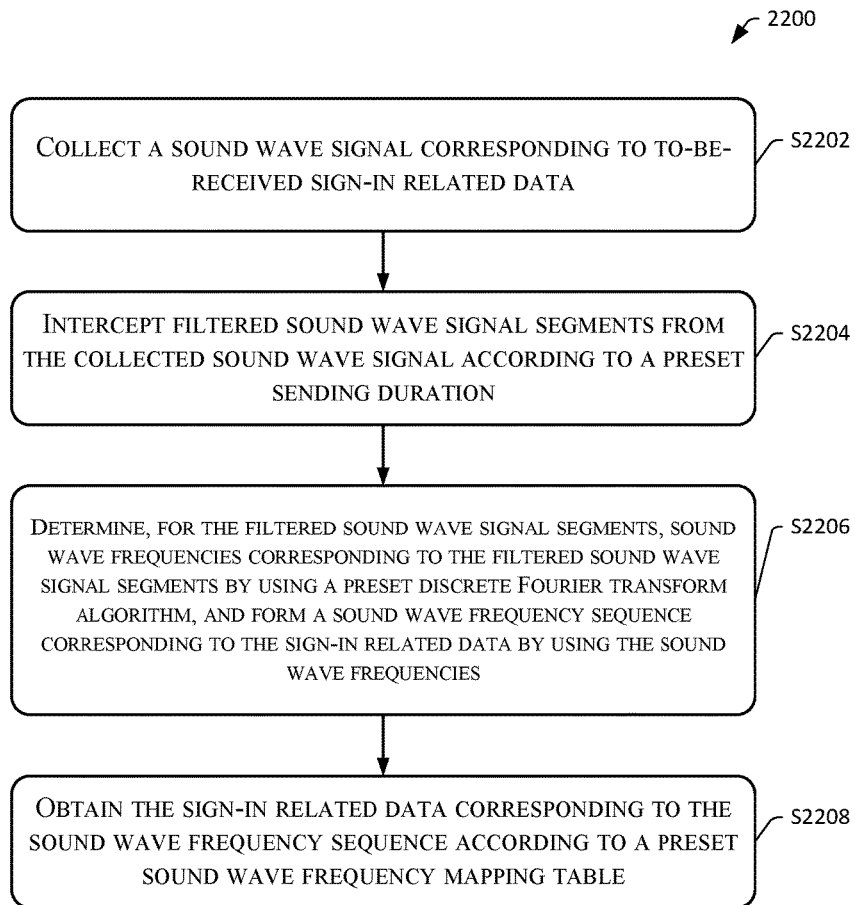 2200
COLLECT A SOUND WAVE SIGNAL CORRESPONDING TO TO-BE-
RECEIVED SIGN-IN RELATED DATA
S2202
INTERCEPT FILTERED SOUND WAVE SIGNAL SEGMENTS FROM
THE COLLECTED SOUND WAVE SIGNAL ACCORDING TO A PRESET
SENDING DURATION
S2204
DETERMINE, FOR THE FILTERED SOUND WAVE SIGNAL SEGMENTS, SOUND
WAVE FREQUENCIES CORRESPONDING TO THE FILTERED SOUND WAVE
SIGNAL SEGMENTS BY USING A PRESET DISCRETE FOURIER TRANSFORM
ALGORITHM, AND FORM A SOUND WAVE FREQUENCY SEQUENCE
CORRESPONDING TO THE SIGN-IN RELATED DATA BY USING THE SOUND
WAVE FREQUENCIES
S2206
OBTAIN THE SIGN-IN RELATED DATA CORRESPONDING TO THE
SOUND WAVE FREQUENCY SEQUENCE ACCORDING TO A PRESET
SOUND WAVE FREQUENCY MAPPING TABLE
S2208